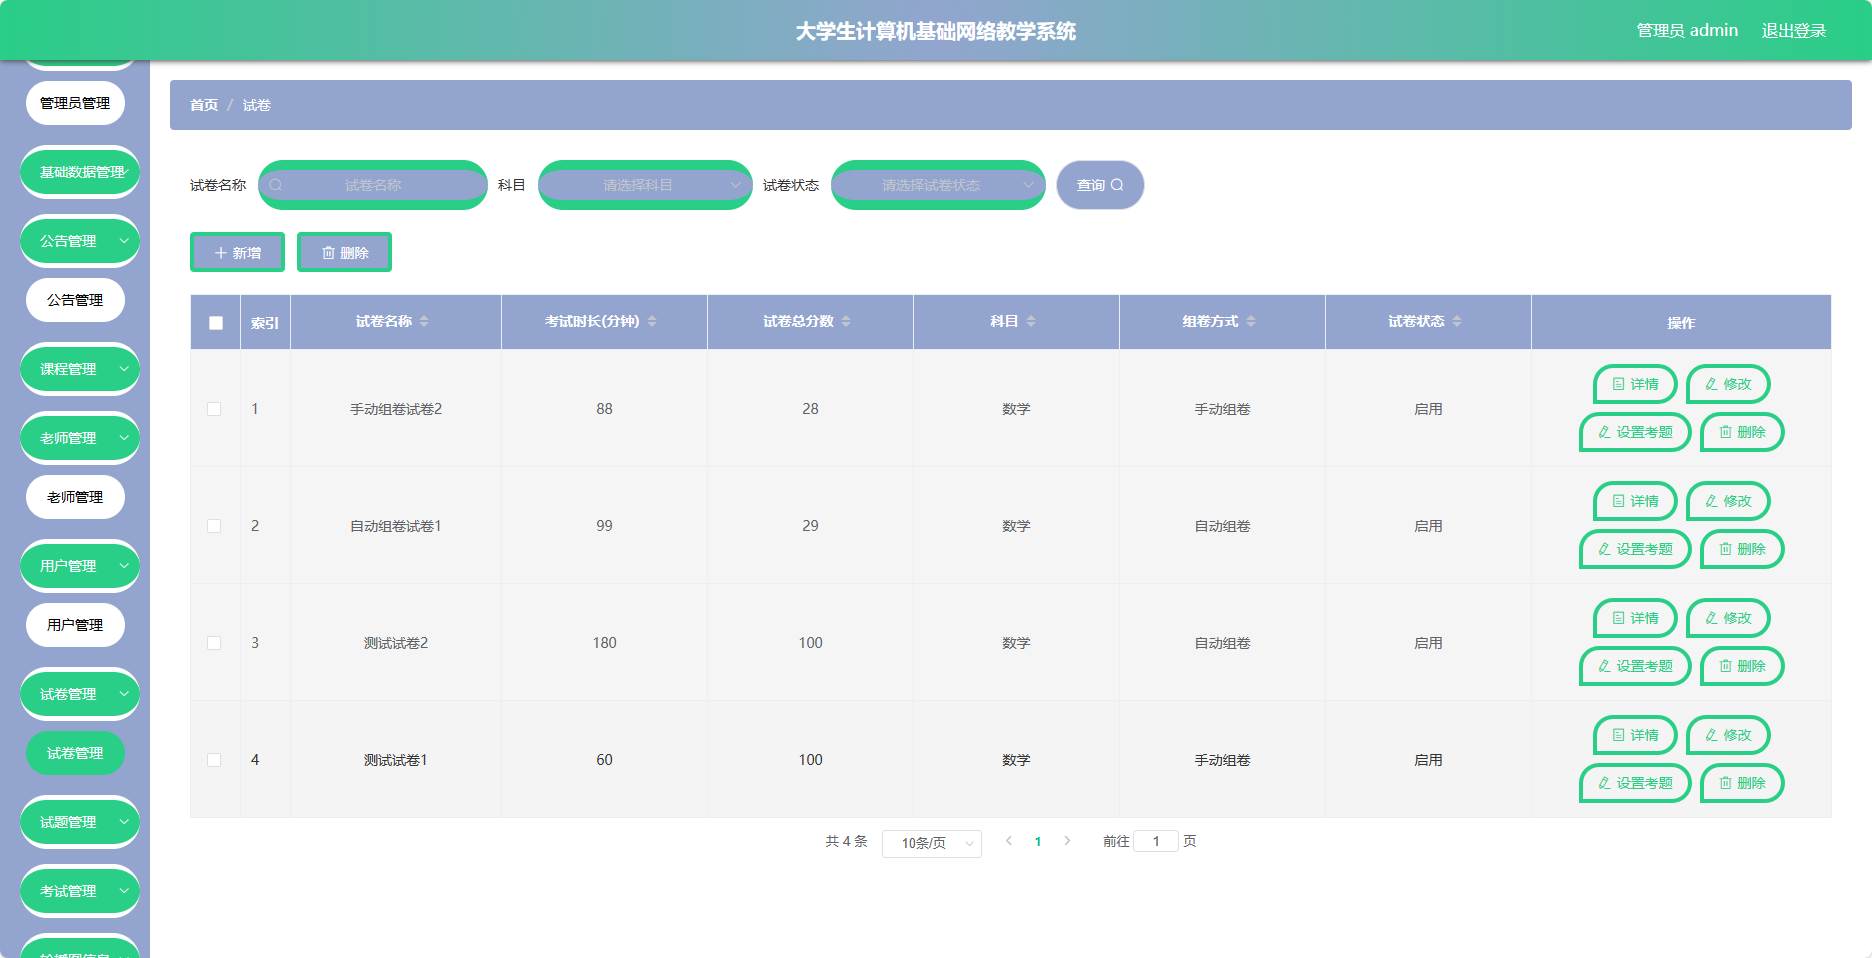 大学生计算机基础网络教学系统
管理员 admin 退出登录
管理员管理
基础数据管理
公告管理
公告管理
课程管理
老师管理
老师管理
用户管理
用户管理
试卷管理
试卷管理
试题管理
考试管理
首页 / 试卷
试卷名称 试卷名称 科目 请选择科目 试卷状态 请选择试卷状态 查询
新增 删除
索引 试卷名称 考试时长(分钟) 试卷总分数 科目 组卷方式 试卷状态 操作
1 手动组卷试卷2 88 28 数学 手动组卷 启用 详情 修改
设置考题 删除
2 自动组卷试卷1 99 29 数学 自动组卷 启用 详情 修改
设置考题 删除
3 测试试卷2 180 100 数学 自动组卷 启用 详情 修改
设置考题 删除
4 测试试卷1 60 100 数学 手动组卷 启用 详情 修改
设置考题 删除
共 4 条 10条/页 1 前往 1 页